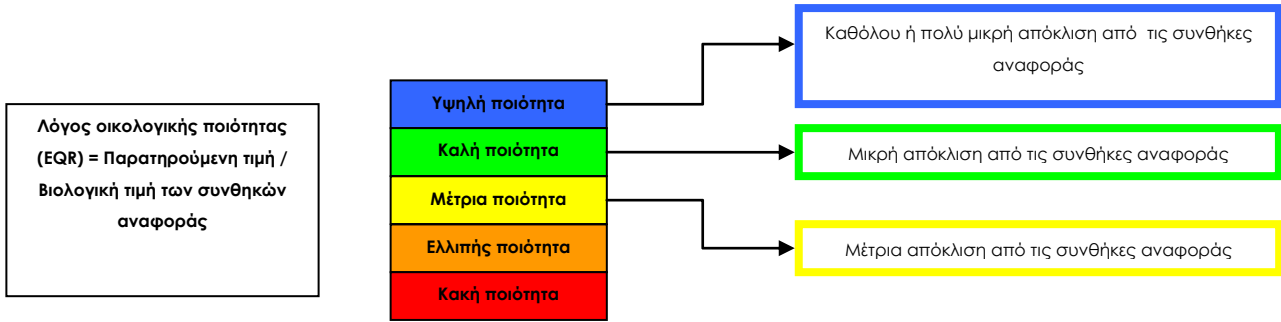 Λόγος οικολογικής ποιότητας
(EQR) = Παρατηρούμενη τιμή /
Βιολογική τιμή των συνθηκών
αναφοράς
Υψηλή ποιότητα
Καλή ποιότητα
Μέτρια ποιότητα
Ελλιπής ποιότητα
Κακή ποιότητα
Καθόλου ή πολύ μικρή απόκλιση από τις συνθήκες
αναφοράς
Μικρή απόκλιση από τις συνθήκες αναφοράς
Μέτρια απόκλιση από τις συνθήκες αναφοράς